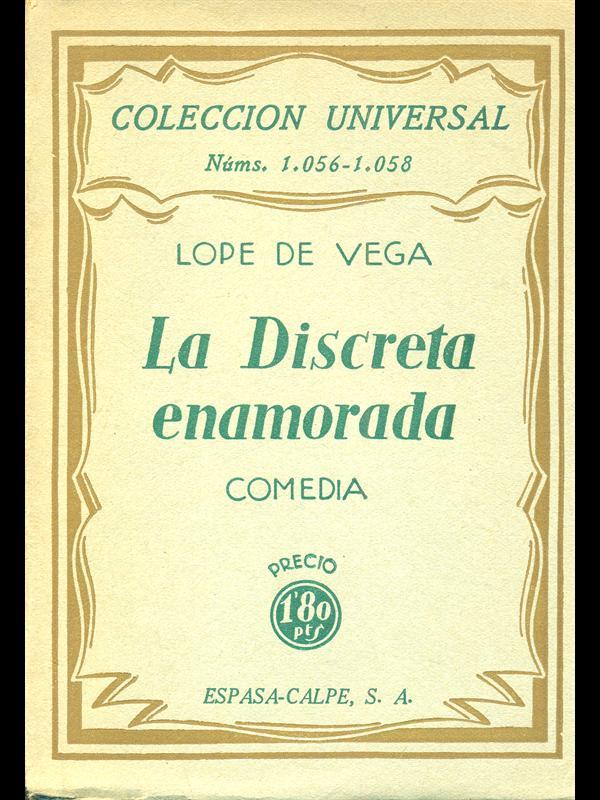 COLECCION UNIVERSAL
Núms. 1.056-1.058
LOPE DE VEGA
La Discreta
enamorada
COMEDIA
PRECIO
1'80
pts
ESPASA-CALPE, S. A.